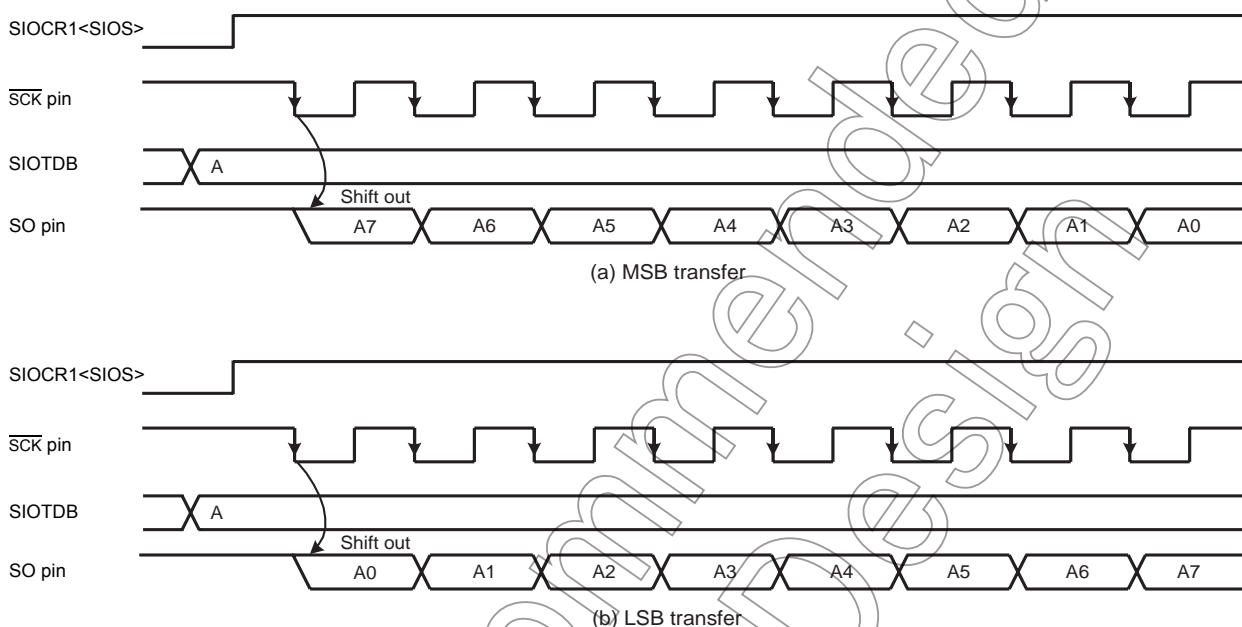 SIOCR1<SIOS>
SCK pin
SIOTDB A
Shift out
SO pin A7 A6 A5 A4 A3 A2 A1 A0
(a) MSB transfer
SIOCR1<SIOS>
SCK pin
SIOTDB A
Shift out
SO pin A0 A1 A2 A3 A4 A5 A6 A7
(b) LSB transfer
ommended
Design